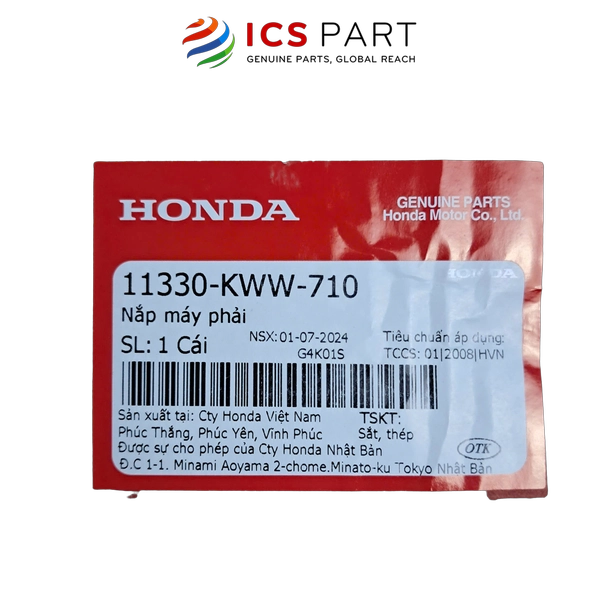 ICS PART
GENUINE PARTS, GLOBAL REACH
HONDA
GENUINE PARTS
Honda Motor Co., Ltd.
HONDA
11330-KWW-710
Nắp máy phải
SL: 1 Cái
NSX: 01-07-2024
G4K01S
Tiêu chuẩn áp dụng:
TCCS: 01|2008|HVN
Sản xuất tại: Cty Honda Việt Nam
Phúc Thắng, Phúc Yên, Vĩnh Phúc
Được sự cho phép của Cty Honda Nhật Bản
Đ.C 1-1. Minami Aoyama 2-chome.Minato-ku Tokyo Nhật Bản
TSKT:
Sắt, thép
OTK